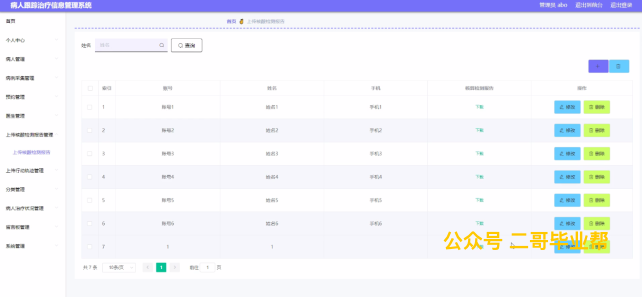 病人跟踪治疗信息管理系统
管理员 abo 退出到前台 退出登录
首页
首页 上传核酸检测报告
个人中心
姓名 姓名 查询
病人管理
病例采集管理
预约管理
医生管理
上传核酸检测报告管理
上传核酸检测报告
上传行动轨迹管理
分类管理
病人治疗状况管理
留言板管理
系统管理
索引 账号 姓名 手机 核酸检测报告 操作
1 账号1 姓名1 手机1 下载 修改 删除
2 账号2 姓名2 手机2 下载 修改 删除
3 账号3 姓名3 手机3 下载 修改 删除
4 账号4 姓名4 手机4 下载 修改 删除
5 账号5 姓名5 手机5 下载 修改 删除
6 账号6 姓名6 手机6 下载 修改 删除
7 1 1 下载 修改 删除
公众号 二哥毕业帮
共 7 条 10条/页 1 前往 1 页